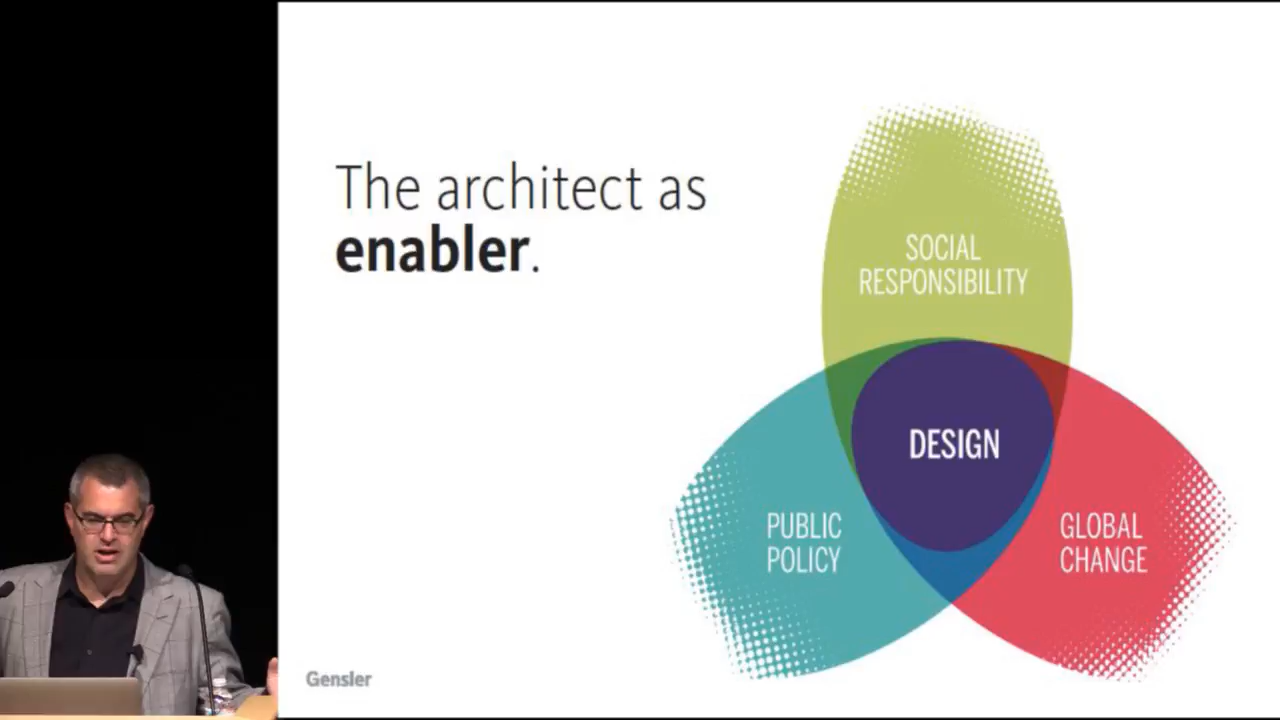 The architect as
enabler.
SOCIAL
RESPONSIBILITY
DESIGN
PUBLIC
POLICY
GLOBAL
CHANGE
Gensler